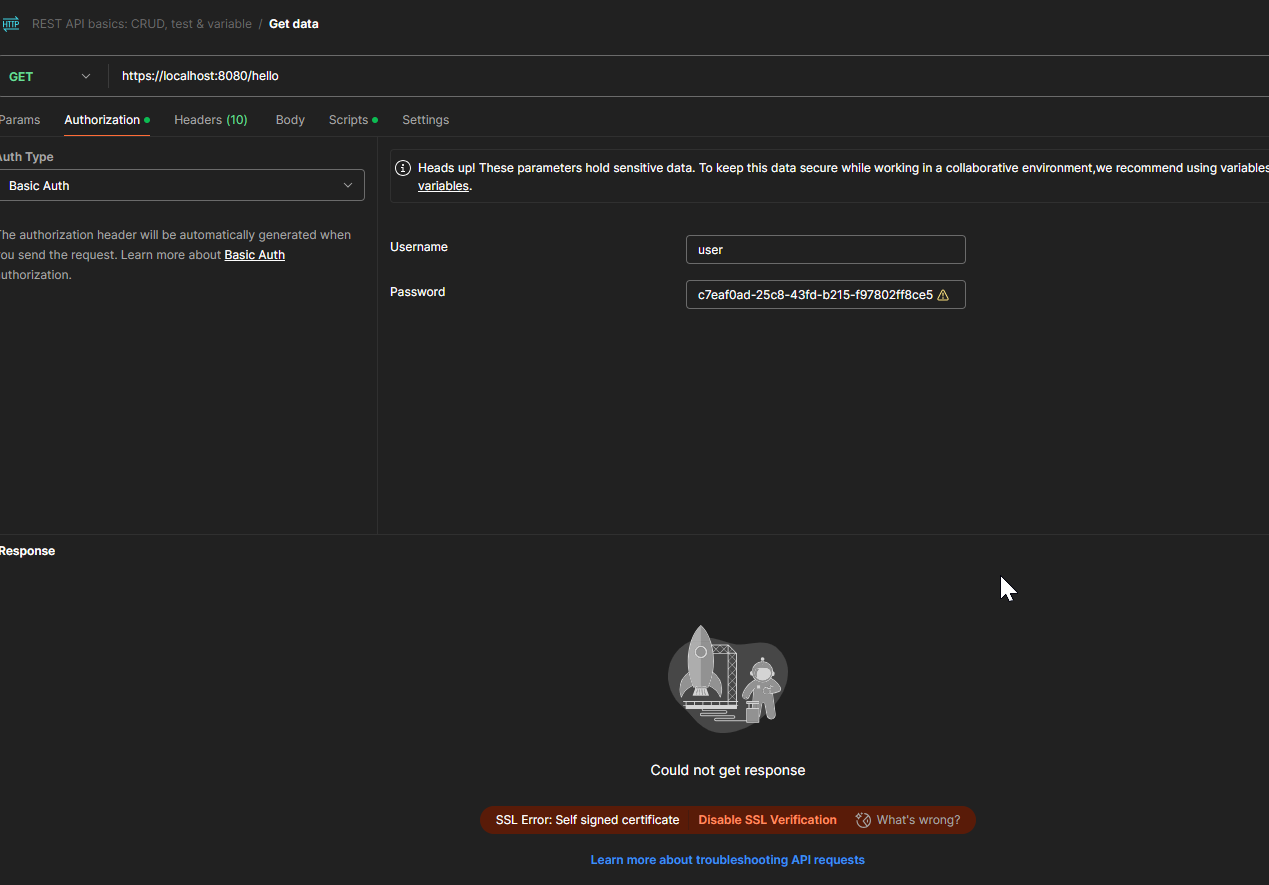 HTTP REST API basics: CRUD, test & variable / Get data
GET https://localhost:8080/hello
Params Authorization Headers (10) Body Scripts Settings
Auth Type
Basic Auth
Heads up! These parameters hold sensitive data. To keep this data secure while working in a collaborative environment,we recommend using variables
variables.
he authorization header will be automatically generated when
ou send the request. Learn more about Basic Auth
uthorization.
Username user
Password c7eaf0ad-25c8-43fd-b215-f97802ff8ce5
Response
Could not get response
SSL Error: Self signed certificate Disable SSL Verification What's wrong?
Learn more about troubleshooting API requests